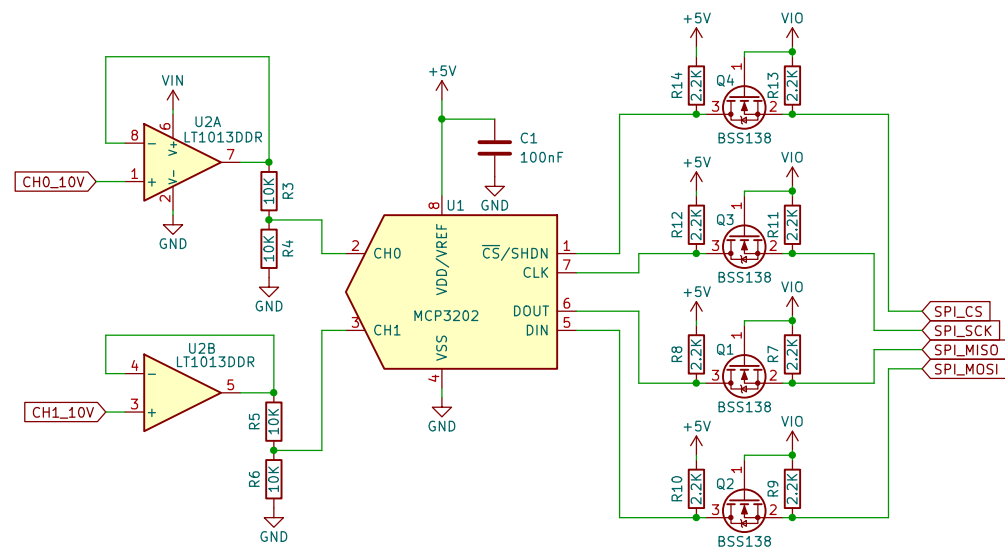 VIN
U2A
LT1013DDR
8
−
6
V+
7
CH0_10V
1
+
V−
2
GND
10K
R3
10K
R4
GND
U2B
LT1013DDR
4
−
5
CH1_10V
3
+
R5
10K
R6
10K
GND
+5V
C1
100nF
GND
8
U1
VDD/VREF
2
CH0
CS/SHDN
1
CLK
7
MCP3202
DOUT
6
3
CH1
DIN
5
VSS
4
GND
+5V
VIO
R14
2.2K
Q4
1
R13
2.2K
3
2
BSS138
+5V
VIO
R12
2.2K
Q3
1
R11
2.2K
3
2
BSS138
+5V
VIO
R8
2.2K
Q1
1
R7
2.2K
3
2
BSS138
+5V
VIO
R10
2.2K
Q2
1
R9
2.2K
3
2
BSS138
SPI_CS
SPI_SCK
SPI_MISO
SPI_MOSI